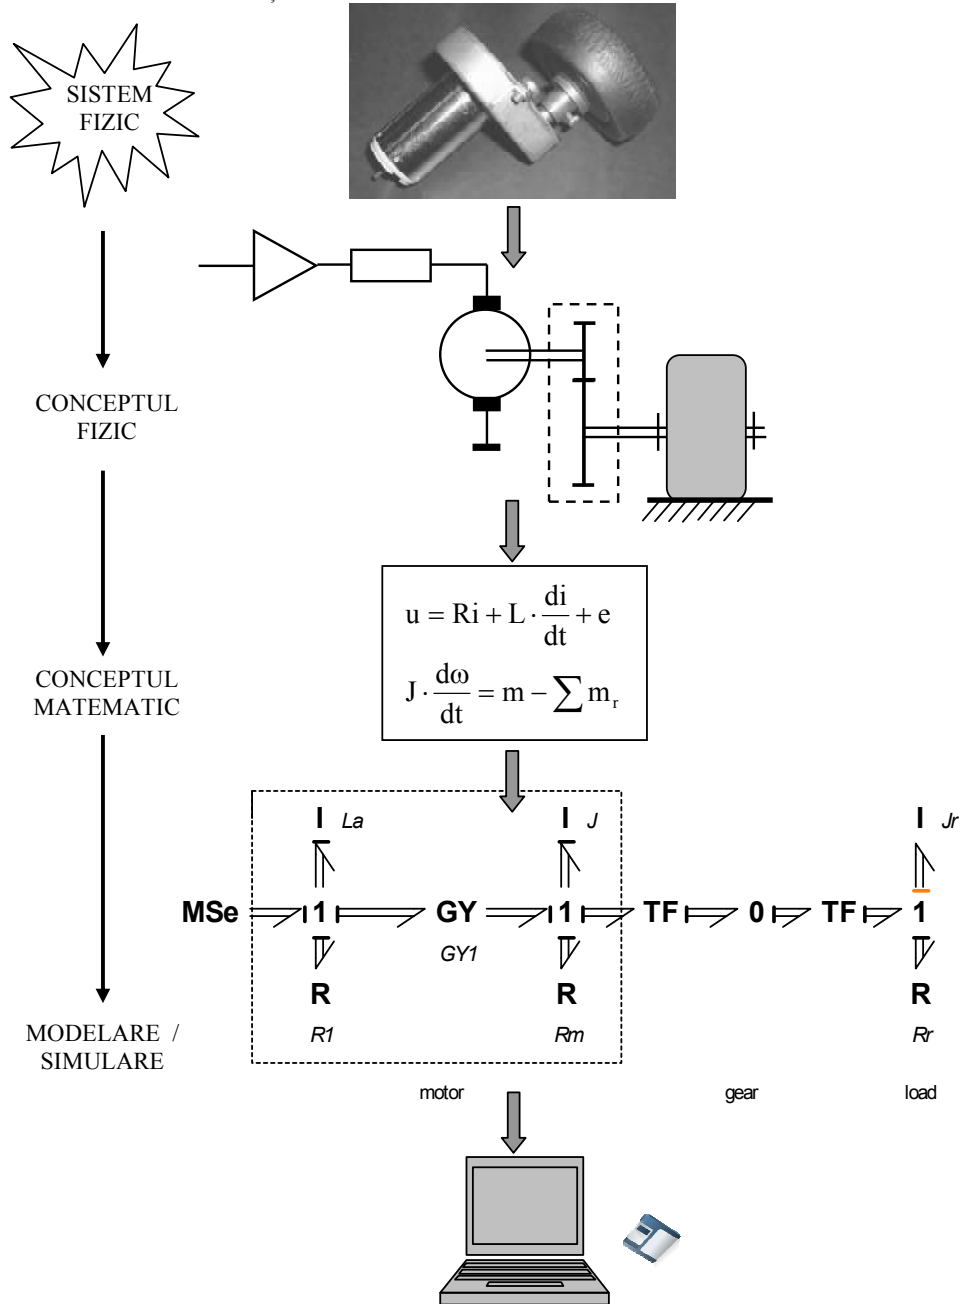 SISTEM
FIZIC
CONCEPTUL
FIZIC
u = Ri + L · di/dt + e
J · dω/dt = m − ∑ m_r
CONCEPTUL
MATEMATIC
I La I J I Jr
MSe 1 GY 1 TF 0 TF 1
GY1
R R R
R1 Rm Rr
MODELARE /
SIMULARE
motor gear load